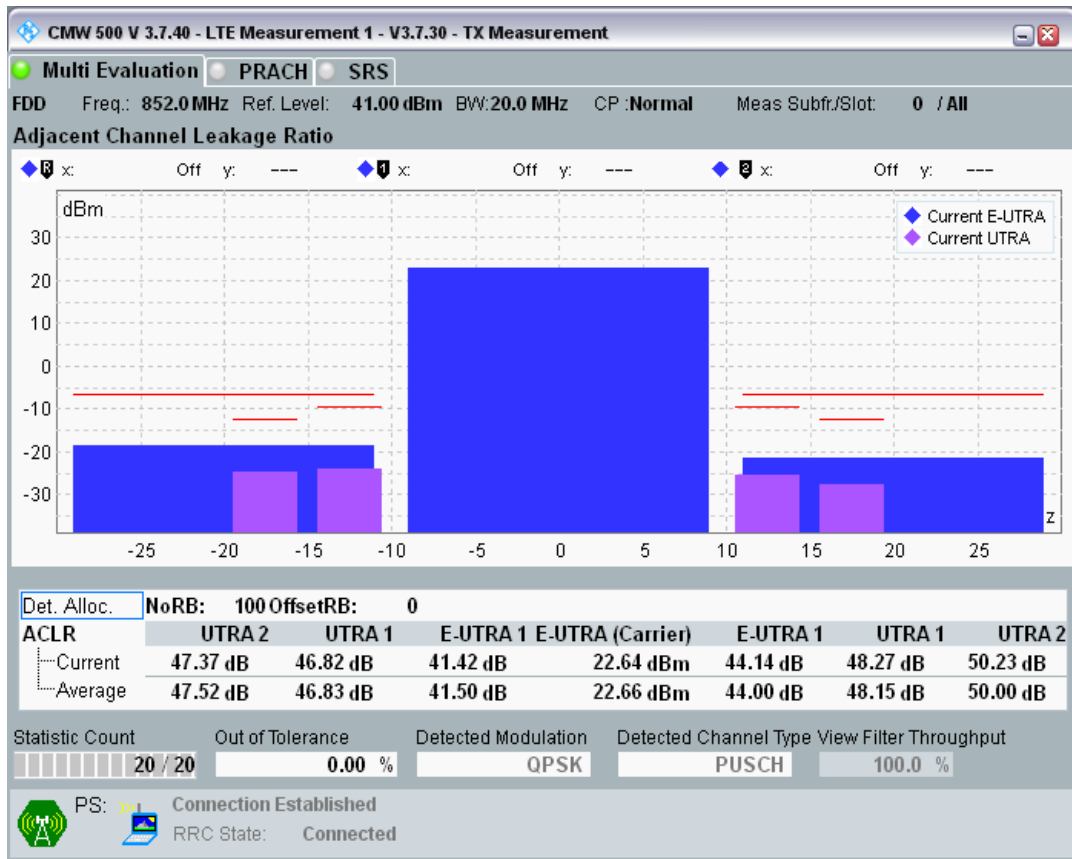 CMW 500 V 3.7.40 - LTE Measurement 1 - V3.7.30 - TX Measurement
Multi Evaluation PRACH SRS
FDD Freq.: 852.0 MHz Ref. Level: 41.00 dBm BW: 20.0 MHz CP :Normal Meas Subfr./Slot: 0 / All
Adjacent Channel Leakage Ratio
R x: Off y: --- 1 x: Off y: --- 2 x: Off y: ---
dBm
Current E-UTRA
Current UTRA
30
20
10
0
-10
-20
-30
z
-25 -20 -15 -10 -5 0 5 10 15 20 25
Det. Alloc. NoRB: 100 OffsetRB: 0
ACLR UTRA 2 UTRA 1 E-UTRA 1 E-UTRA (Carrier) E-UTRA 1 UTRA 1 UTRA 2
Current 47.37 dB 46.82 dB 41.42 dB 22.64 dBm 44.14 dB 48.27 dB 50.23 dB
Average 47.52 dB 46.83 dB 41.50 dB 22.66 dBm 44.00 dB 48.15 dB 50.00 dB
Statistic Count Out of Tolerance Detected Modulation Detected Channel Type View Filter Throughput
20 / 20 0.00 % QPSK PUSCH 100.0 %
PS: Connection Established
RRC State: Connected